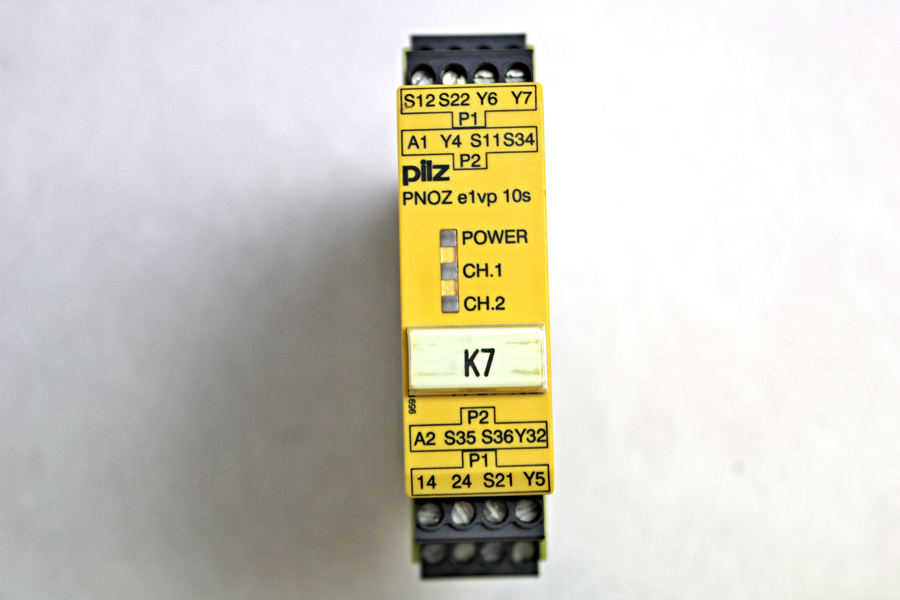 S12 S22 Y6 Y7
P1
A1 Y4 S11 S34
P2
pilz
PNOZ e1vp 10s
POWER
CH.1
CH.2
K7
P2
A2 S35 S36 Y32
P1
14 24 S21 Y5